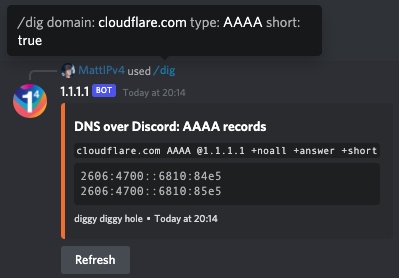 /dig domain: cloudflare.com type: AAAA short:
true
MattIPv4 used /dig
1.1.1.1 BOT Today at 20:14
1⁴
DNS over Discord: AAAA records
cloudflare.com AAAA @1.1.1.1 +noall +answer +short
2606:4700::6810:84e5
2606:4700::6810:85e5
diggy diggy hole • Today at 20:14
Refresh